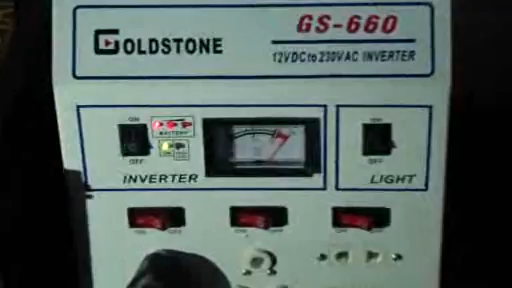 GOLDSTONE
GS-660
12VDC to 230VAC INVERTER
ON
BATTERY
OFF
INVERTER
ON
OFF
LIGHT